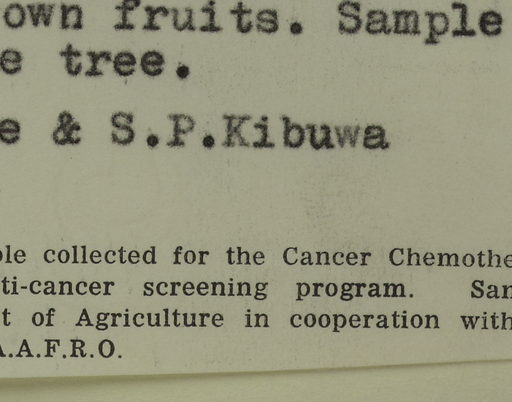 own fruits. Sample
e tree.
e & S.P.Kibuwa
ple collected for the Cancer Chemothe
ti-cancer screening program. San
t of Agriculture in cooperation with
A.A.F.R.O.